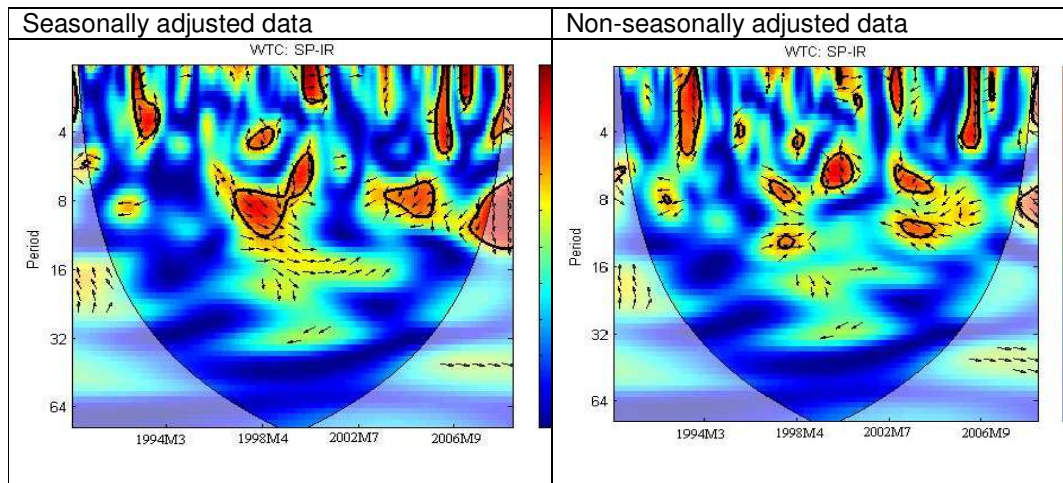 Seasonally adjusted data
WTC: SP-IR
Period
4
8
16
32
64
1994M3 1998M4 2002M7 2006M9
Non-seasonally adjusted data
WTC: SP-IR
Period
4
8
16
32
64
1994M3 1998M4 2002M7 2006M9